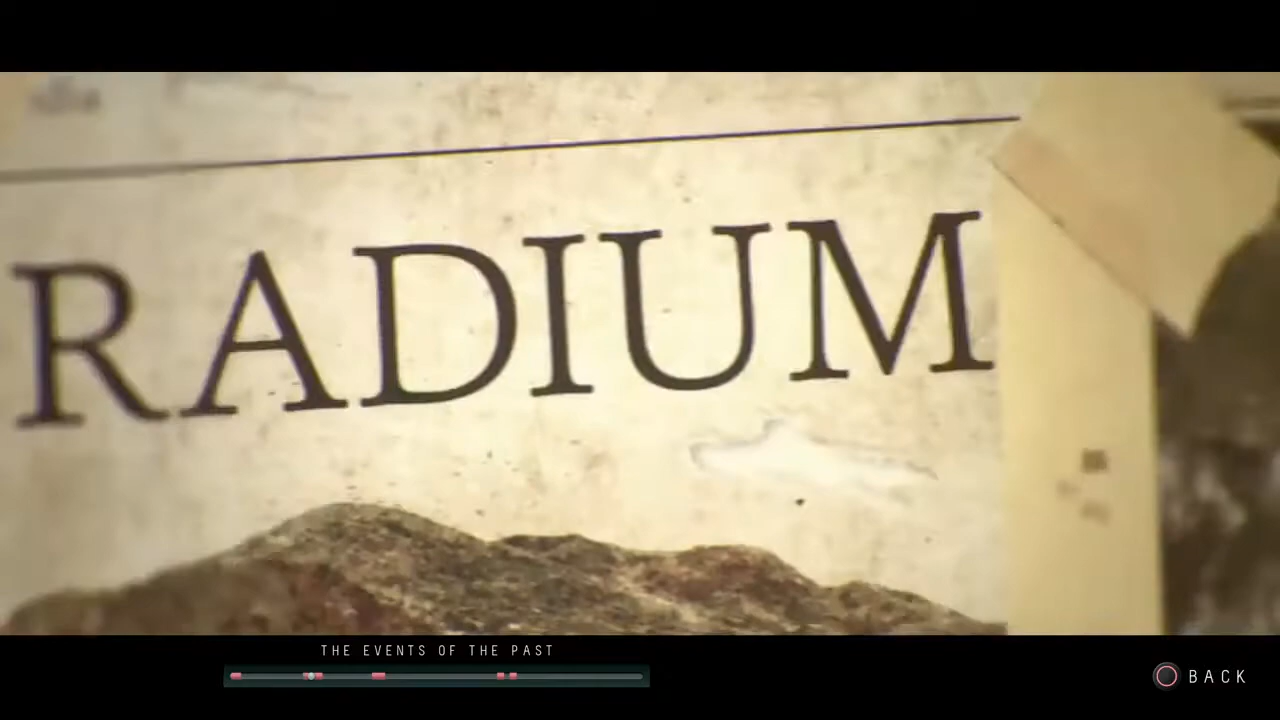 RADIUM
THE EVENTS OF THE PAST
BACK